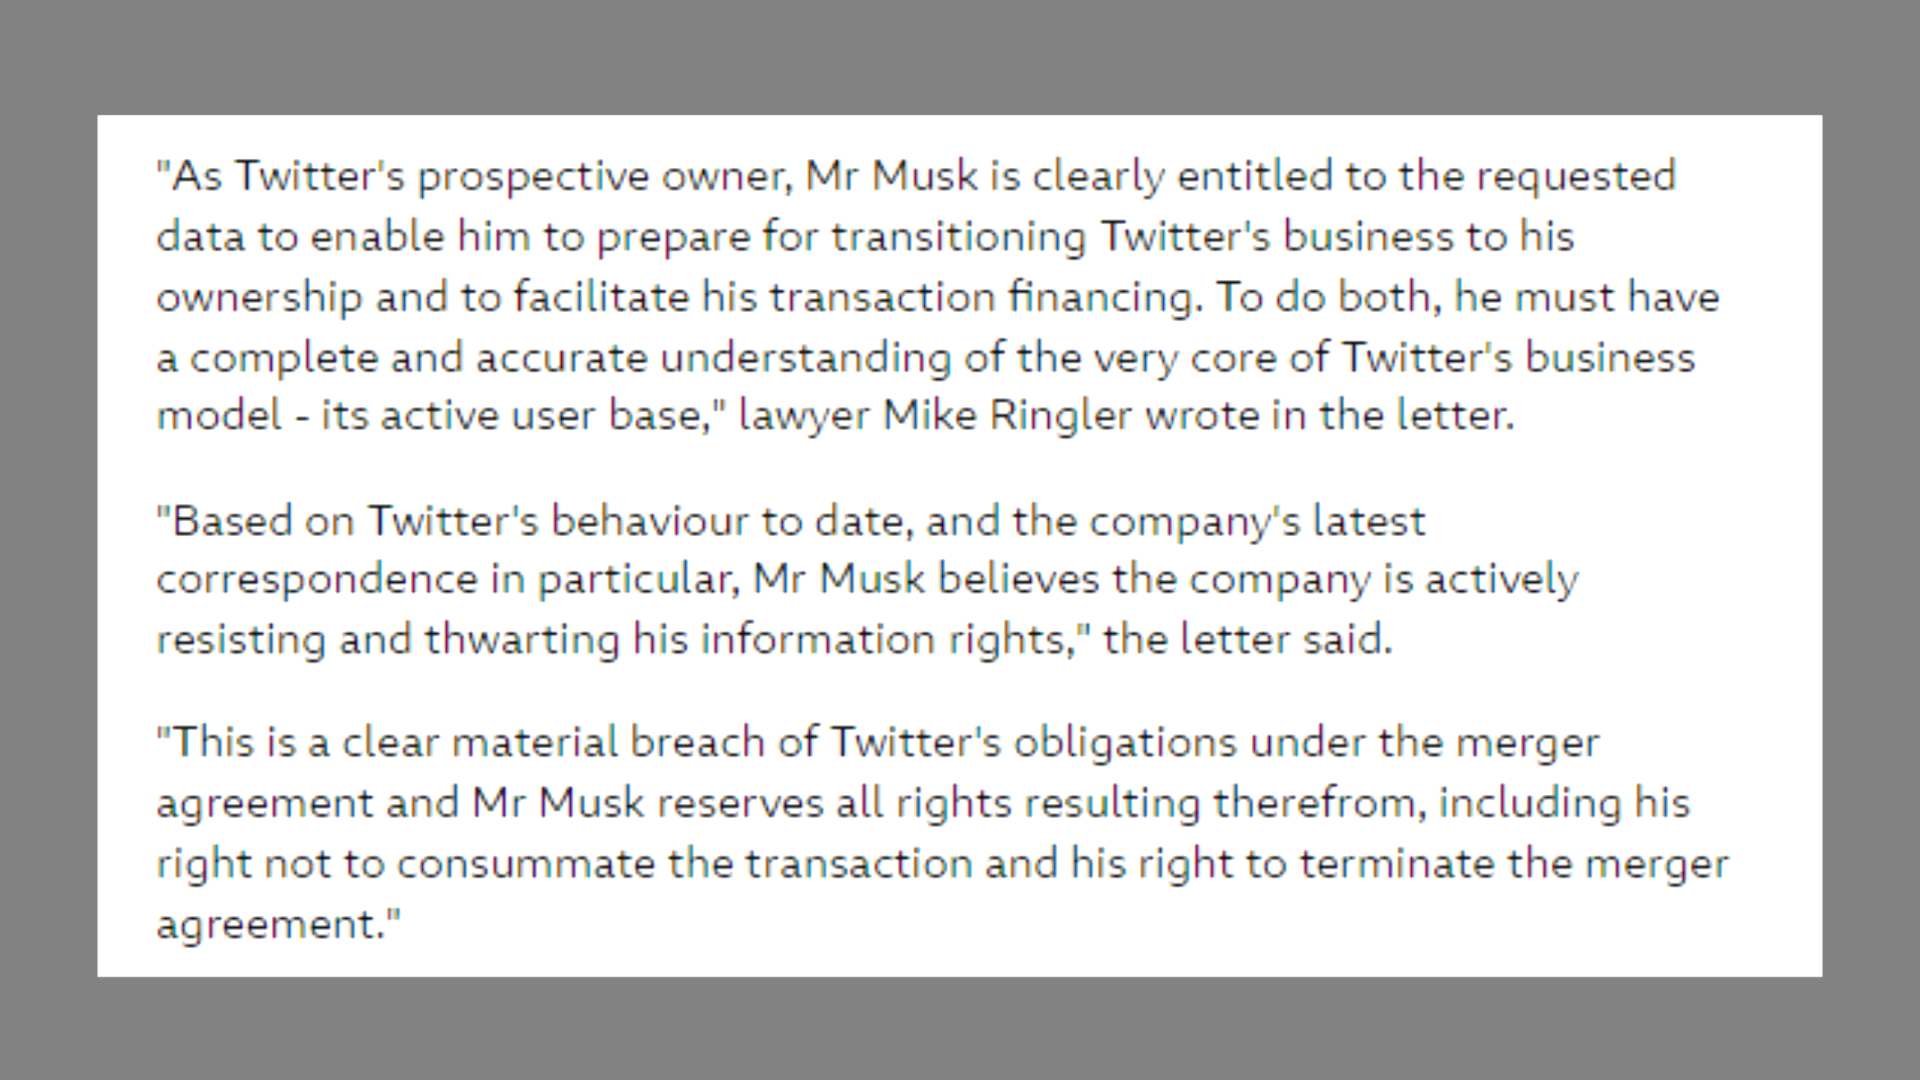 "As Twitter's prospective owner, Mr Musk is clearly entitled to the requested
data to enable him to prepare for transitioning Twitter's business to his
ownership and to facilitate his transaction financing. To do both, he must have
a complete and accurate understanding of the very core of Twitter's business
model - its active user base," lawyer Mike Ringler wrote in the letter.
"Based on Twitter's behaviour to date, and the company's latest
correspondence in particular, Mr Musk believes the company is actively
resisting and thwarting his information rights," the letter said.
"This is a clear material breach of Twitter's obligations under the merger
agreement and Mr Musk reserves all rights resulting therefrom, including his
right not to consummate the transaction and his right to terminate the merger
agreement."